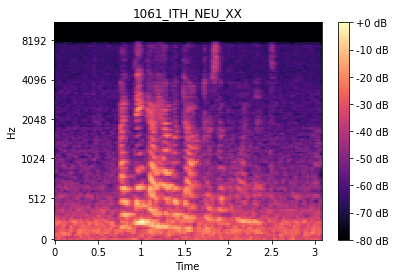 1061_ITH_NEU_XX
+0 dB
8192
-10 dB
4096
-20 dB
-30 dB
2048
-40 dB
Hz
1024
-50 dB
512
-60 dB
-70 dB
0
-80 dB
0 0.5 1 1.5 2 2.5 3
Time